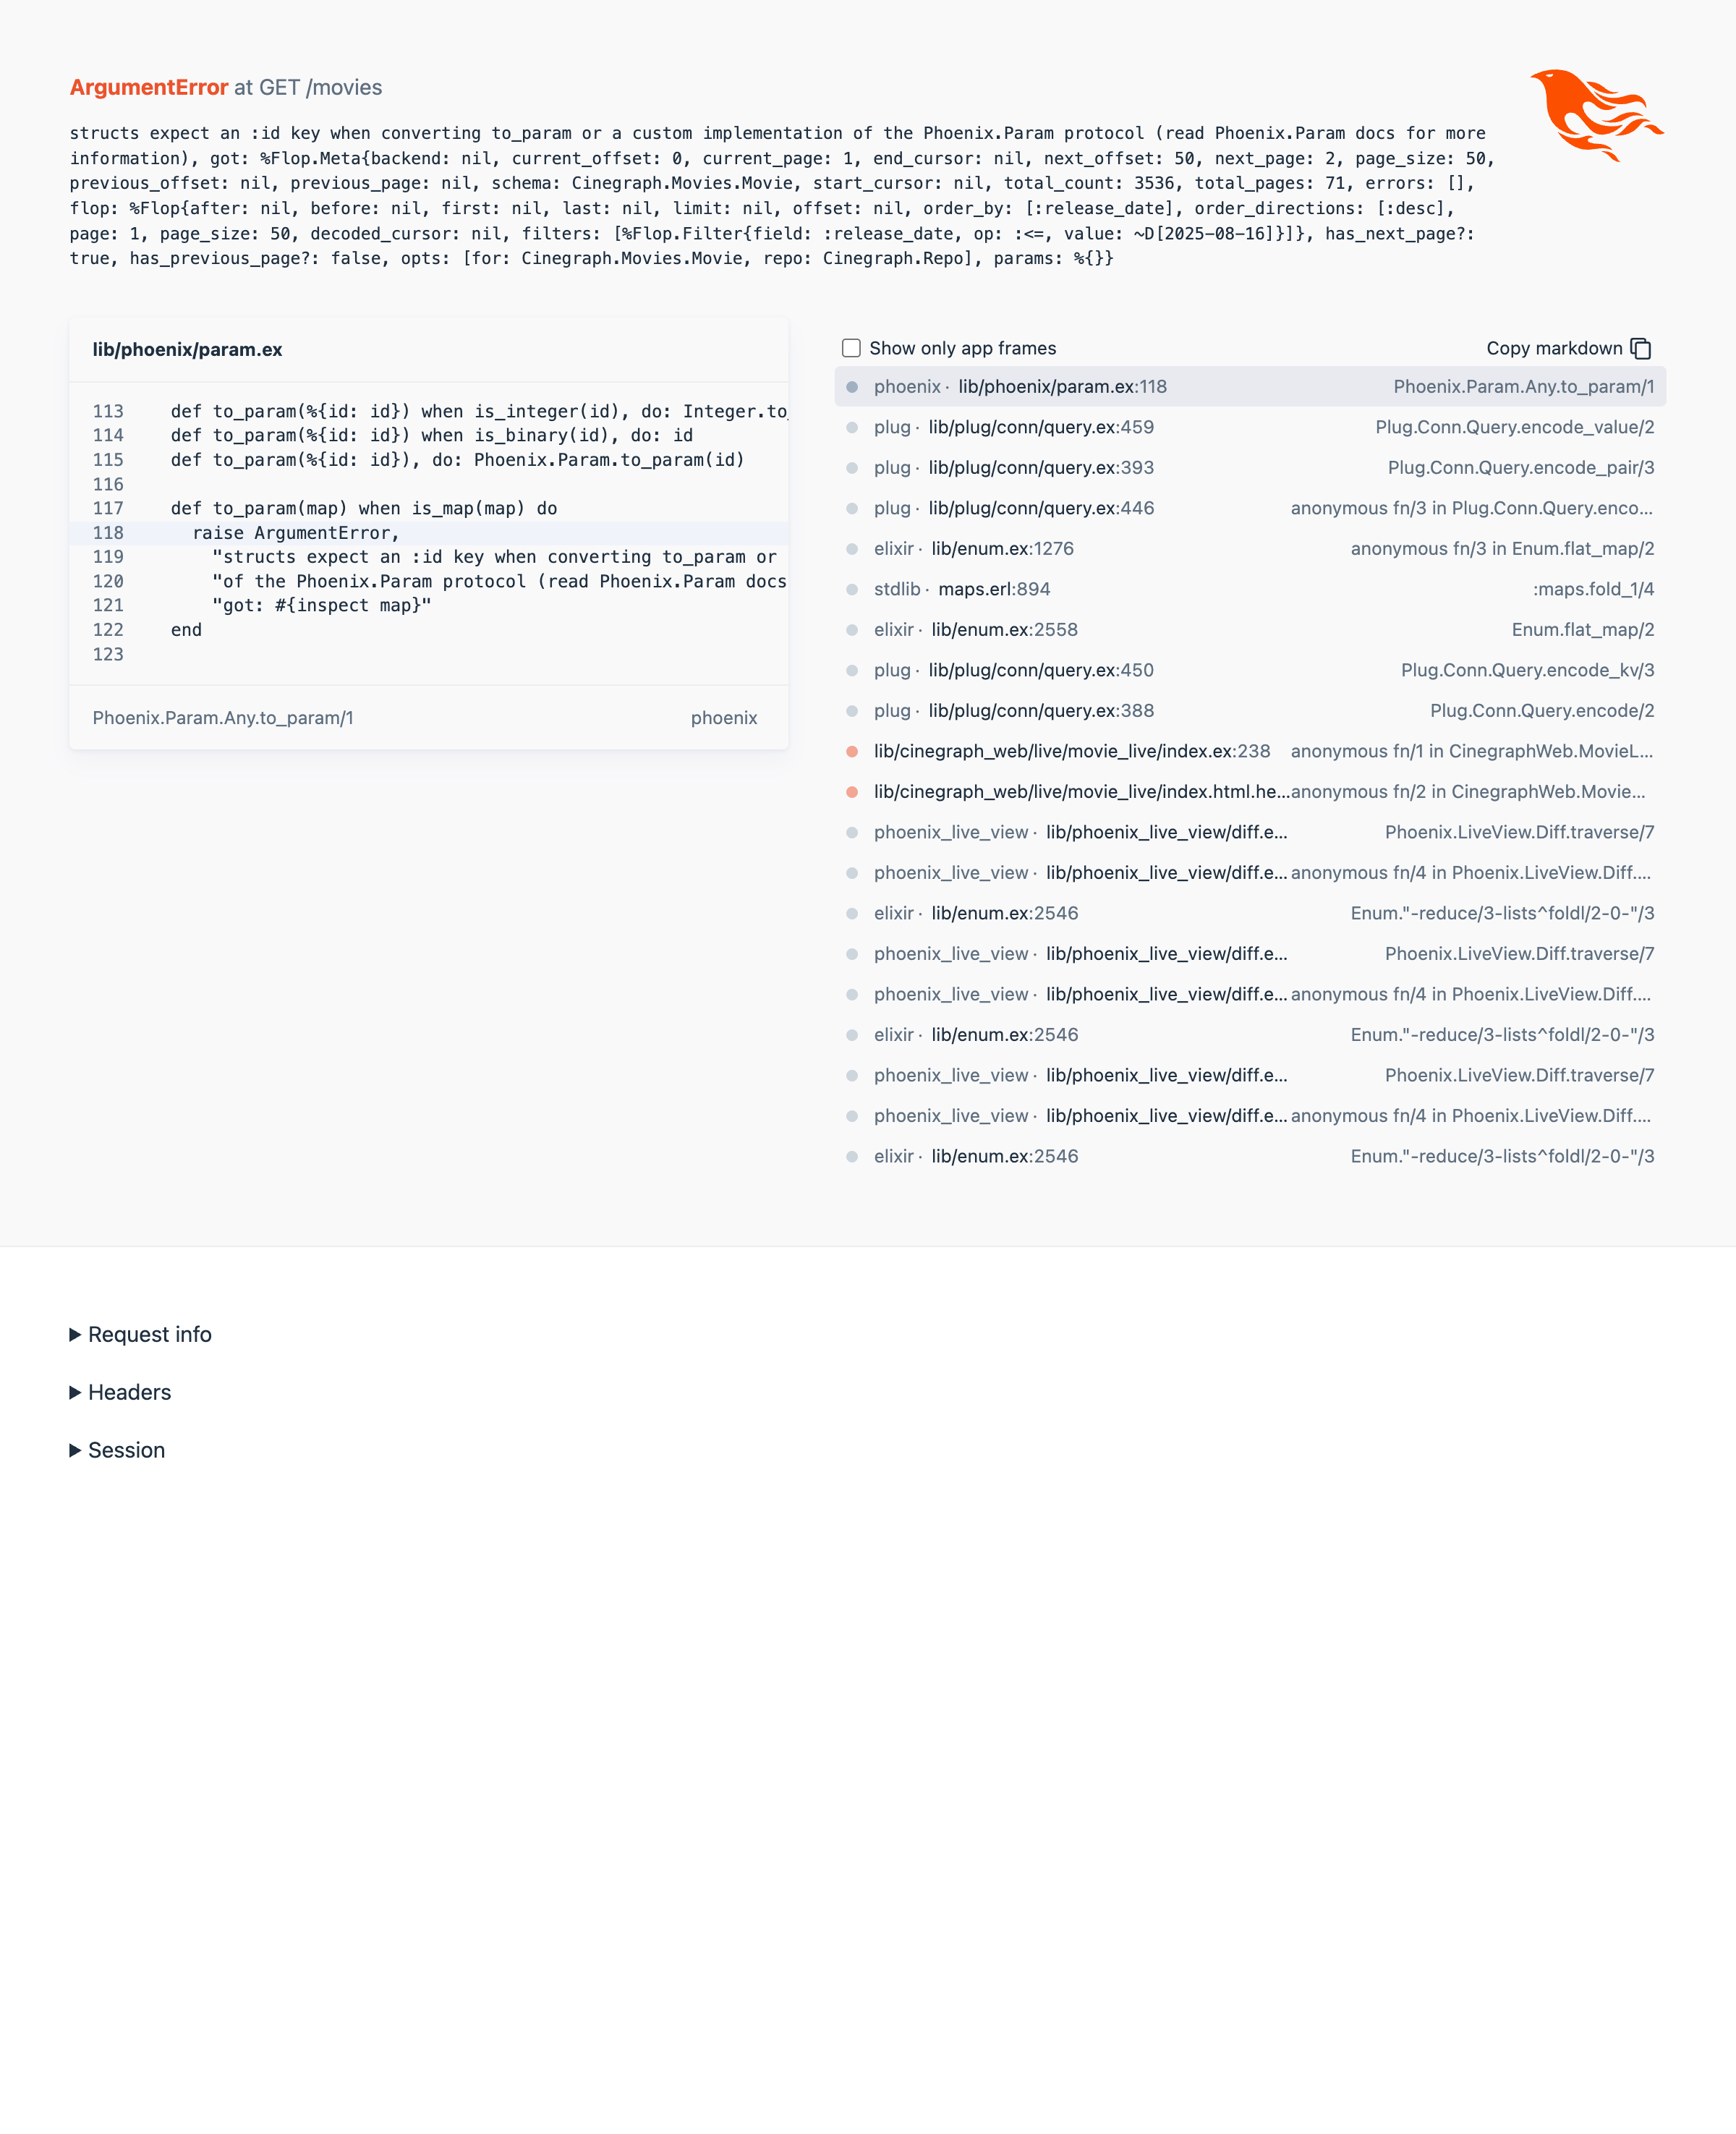 ArgumentError at GET /movies
structs expect an :id key when converting to_param or a custom implementation of the Phoenix.Param protocol (read Phoenix.Param docs for more
information), got: %Flop.Meta{backend: nil, current_offset: 0, current_page: 1, end_cursor: nil, next_offset: 50, next_page: 2, page_size: 50,
previous_offset: nil, previous_page: nil, schema: Cinegraph.Movies.Movie, start_cursor: nil, total_count: 3536, total_pages: 71, errors: [],
flop: %Flop{after: nil, before: nil, first: nil, last: nil, limit: nil, offset: nil, order_by: [:release_date], order_directions: [:desc],
page: 1, page_size: 50, decoded_cursor: nil, filters: [%Flop.Filter{field: :release_date, op: :<=, value: ~D[2025-08-16]}]}, has_next_page?:
true, has_previous_page?: false, opts: [for: Cinegraph.Movies.Movie, repo: Cinegraph.Repo], params: %{}}
lib/phoenix/param.ex
113 def to_param(%{id: id}) when is_integer(id), do: Integer.to_
114 def to_param(%{id: id}) when is_binary(id), do: id
115 def to_param(%{id: id}), do: Phoenix.Param.to_param(id)
116
117 def to_param(map) when is_map(map) do
118 raise ArgumentError,
119 "structs expect an :id key when converting to_param or
120 "of the Phoenix.Param protocol (read Phoenix.Param docs
121 "got: #{inspect map}"
122 end
123
Phoenix.Param.Any.to_param/1 phoenix
Show only app frames Copy markdown
phoenix · lib/phoenix/param.ex:118 Phoenix.Param.Any.to_param/1
plug · lib/plug/conn/query.ex:459 Plug.Conn.Query.encode_value/2
plug · lib/plug/conn/query.ex:393 Plug.Conn.Query.encode_pair/3
plug · lib/plug/conn/query.ex:446 anonymous fn/3 in Plug.Conn.Query.enco...
elixir · lib/enum.ex:1276 anonymous fn/3 in Enum.flat_map/2
stdlib · maps.erl:894 :maps.fold_1/4
elixir · lib/enum.ex:2558 Enum.flat_map/2
plug · lib/plug/conn/query.ex:450 Plug.Conn.Query.encode_kv/3
plug · lib/plug/conn/query.ex:388 Plug.Conn.Query.encode/2
lib/cinegraph_web/live/movie_live/index.ex:238 anonymous fn/1 in CinegraphWeb.MovieL...
lib/cinegraph_web/live/movie_live/index.html.he... anonymous fn/2 in CinegraphWeb.Movie...
phoenix_live_view · lib/phoenix_live_view/diff.e... Phoenix.LiveView.Diff.traverse/7
phoenix_live_view · lib/phoenix_live_view/diff.e... anonymous fn/4 in Phoenix.LiveView.Diff....
elixir · lib/enum.ex:2546 Enum."-reduce/3-lists^foldl/2-0-"/3
phoenix_live_view · lib/phoenix_live_view/diff.e... Phoenix.LiveView.Diff.traverse/7
phoenix_live_view · lib/phoenix_live_view/diff.e... anonymous fn/4 in Phoenix.LiveView.Diff....
elixir · lib/enum.ex:2546 Enum."-reduce/3-lists^foldl/2-0-"/3
phoenix_live_view · lib/phoenix_live_view/diff.e... Phoenix.LiveView.Diff.traverse/7
phoenix_live_view · lib/phoenix_live_view/diff.e... anonymous fn/4 in Phoenix.LiveView.Diff....
elixir · lib/enum.ex:2546 Enum."-reduce/3-lists^foldl/2-0-"/3
Request info
Headers
Session